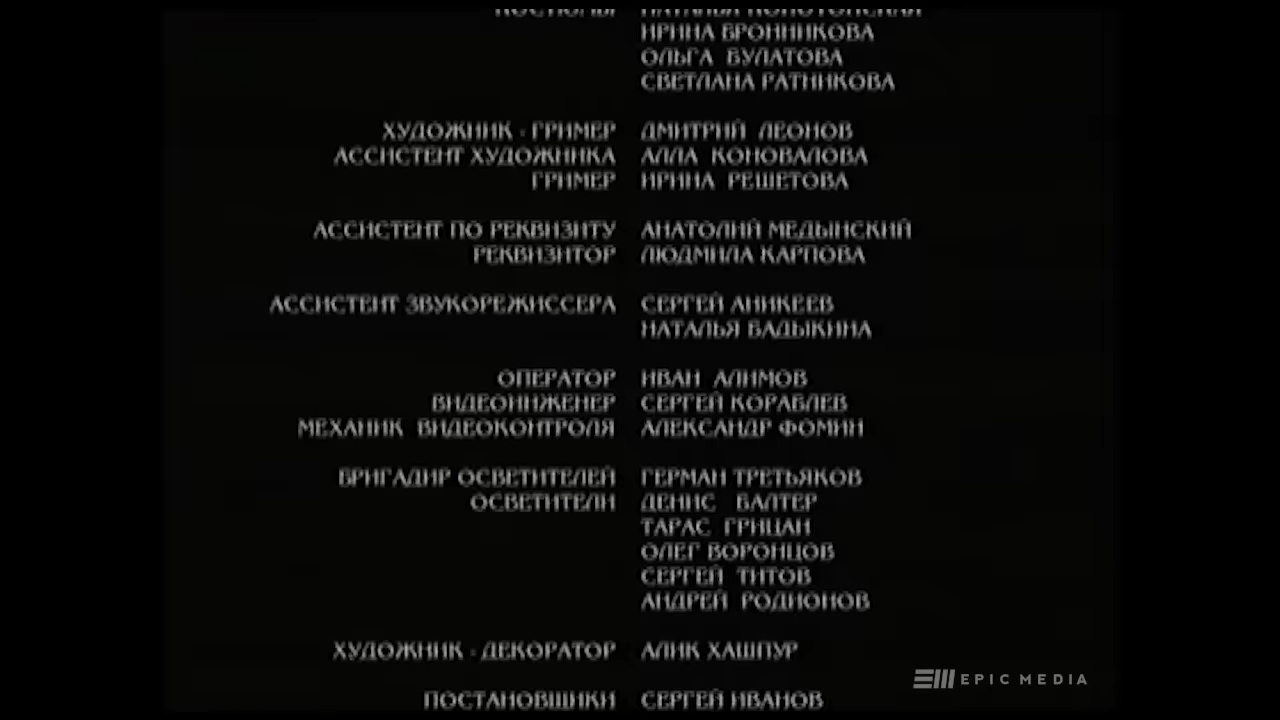 ИРИНА БРОННИКОВА
ОЛЬГА БУЛАТОВА
СВЕТЛАНА РАТНИКОВА
ХУДОЖНИК - ГРИМЕР ДМИТРИЙ ЛЕОНОВ
АССИСТЕНТ ХУДОЖНИКА АЛЛА КОНОВАЛОВА
ГРИМЕР ИРИНА РЕШЕТОВА
АССИСТЕНТ ПО РЕКВИЗИТУ АНАТОЛИЙ МЕДЫНСКИЙ
РЕКВИЗИТОР ЛЮДМИЛА КАРПОВА
АССИСТЕНТ ЗВУКОРЕЖИССЕРА СЕРГЕЙ АНИКЕЕВ
НАТАЛЬЯ БАДЫКИНА
ОПЕРАТОР ИВАН АЛИМОВ
ВИДЕОИНЖЕНЕР СЕРГЕЙ КОРАБЛЕВ
МЕХАНИК ВИДЕОКОНТРОЛЯ АЛЕКСАНДР ФОМИН
БРИГАДИР ОСВЕТИТЕЛЕЙ ГЕРМАН ТРЕТЬЯКОВ
ОСВЕТИТЕЛИ ДЕНИС БАЛТЕР
ТАРАС ГРИЦАН
ОЛЕГ ВОРОНЦОВ
СЕРГЕЙ ТИТОВ
АНДРЕЙ РОДИОНОВ
ХУДОЖНИК - ДЕКОРАТОР АЛИК ХАШПУР
ПОСТАНОВЩИКИ СЕРГЕЙ ИВАНОВ
EPIC MEDIA